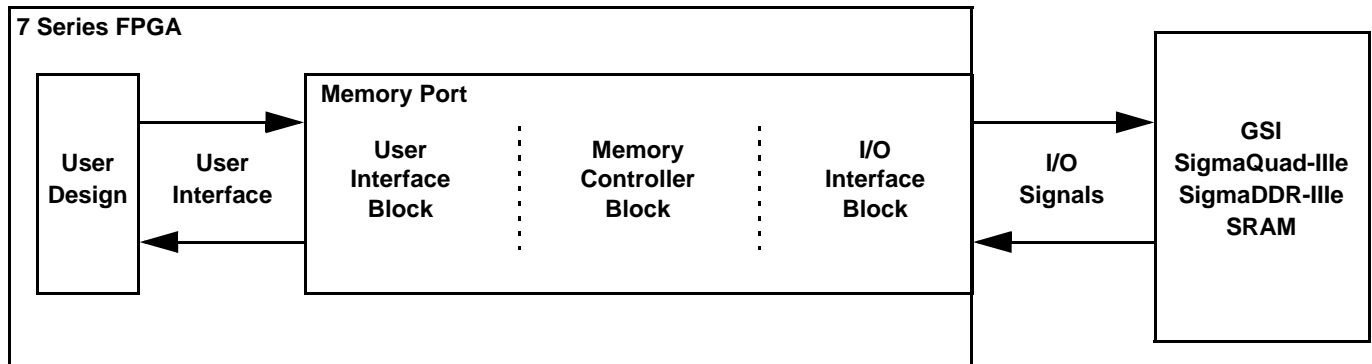 7 Series FPGA
Memory Port
User
Design
User
Interface
User
Interface
Block
Memory
Controller
Block
I/O
Interface
Block
I/O
Signals
GSI
SigmaQuad-IIIe
SigmaDDR-IIIe
SRAM